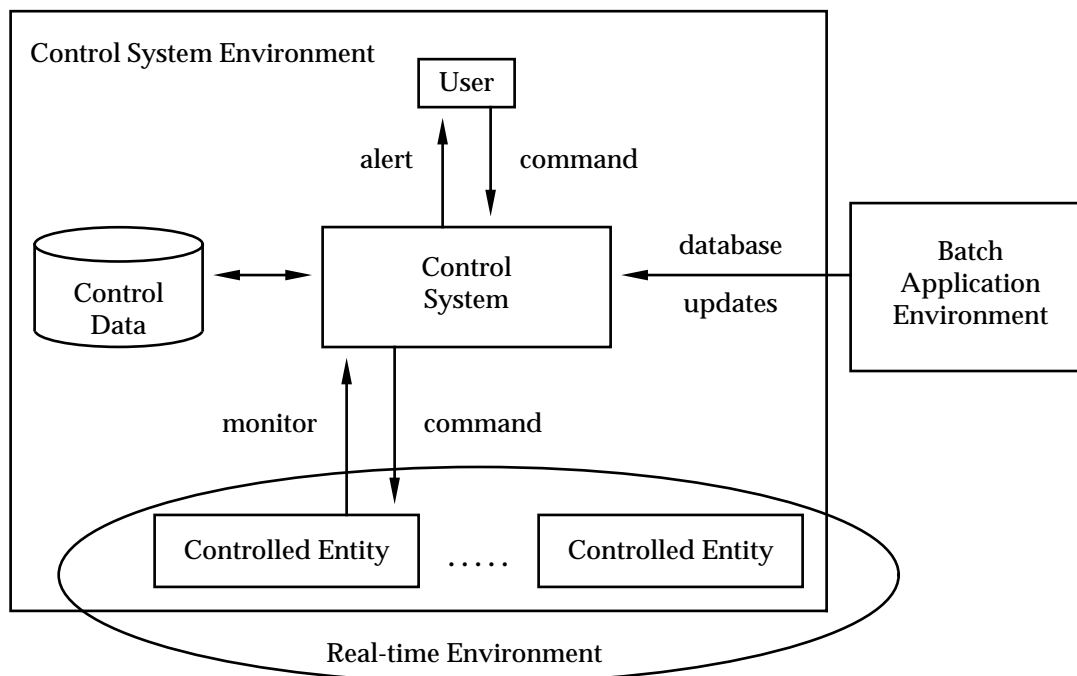 Control System Environment
User
alert
command
Control
Data
Control
System
database
updates
Batch
Application
Environment
monitor
command
Controlled Entity
.....
Controlled Entity
Real-time Environment